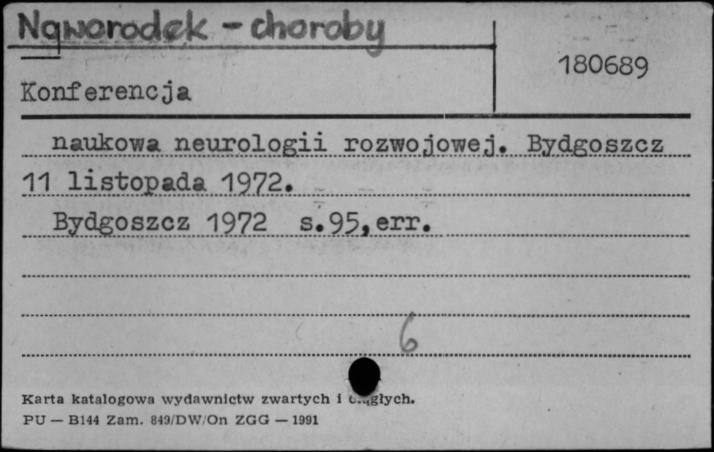 Noworodek - choroby
180689
Konferencja
naukowa neurologii rozwojowej. Bydgoszcz
11 listopada 1972.
Bydgoszcz 1972 s.95,err.
6
Karta katalogowa wydawnictw zwartych i ciągłych.
PU — B144 Zam. 849/DW/On ZGG — 1991